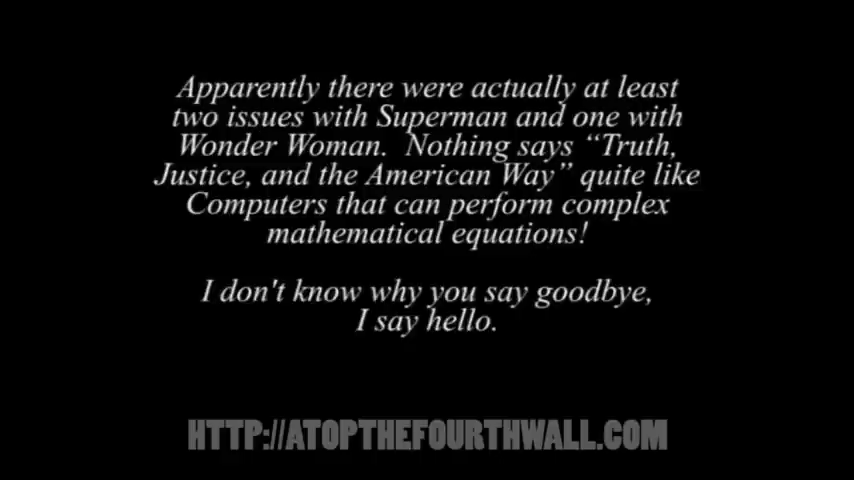 Apparently there were actually at least
two issues with Superman and one with
Wonder Woman.  Nothing says “Truth,
Justice, and the American Way” quite like
Computers that can perform complex
mathematical equations!
I don't know why you say goodbye,
I say hello.
HTTP://ATOPTHEFOURTHWALL.COM